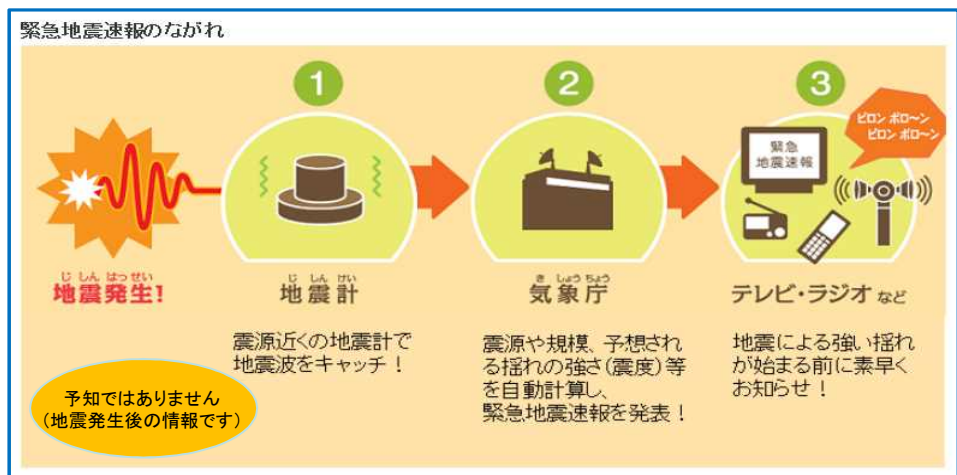 緊急地震速報のながれ
1
2
3
ピロン ポロ〜ン
ピロン ポロ〜ン
緊急
地震速報
じ しん はっ せい
地震発生!
じ しん けい
地震計
き しょう ちょう
気象庁
テレビ・ラジオ など
震源近くの地震計で
地震波をキャッチ！
震源や規模、予想され
る揺れの強さ(震度)等
を自動計算し、
緊急地震速報を発表！
地震による強い揺れ
が始まる前に素早く
お知らせ！
予知ではありません
(地震発生後の情報です)